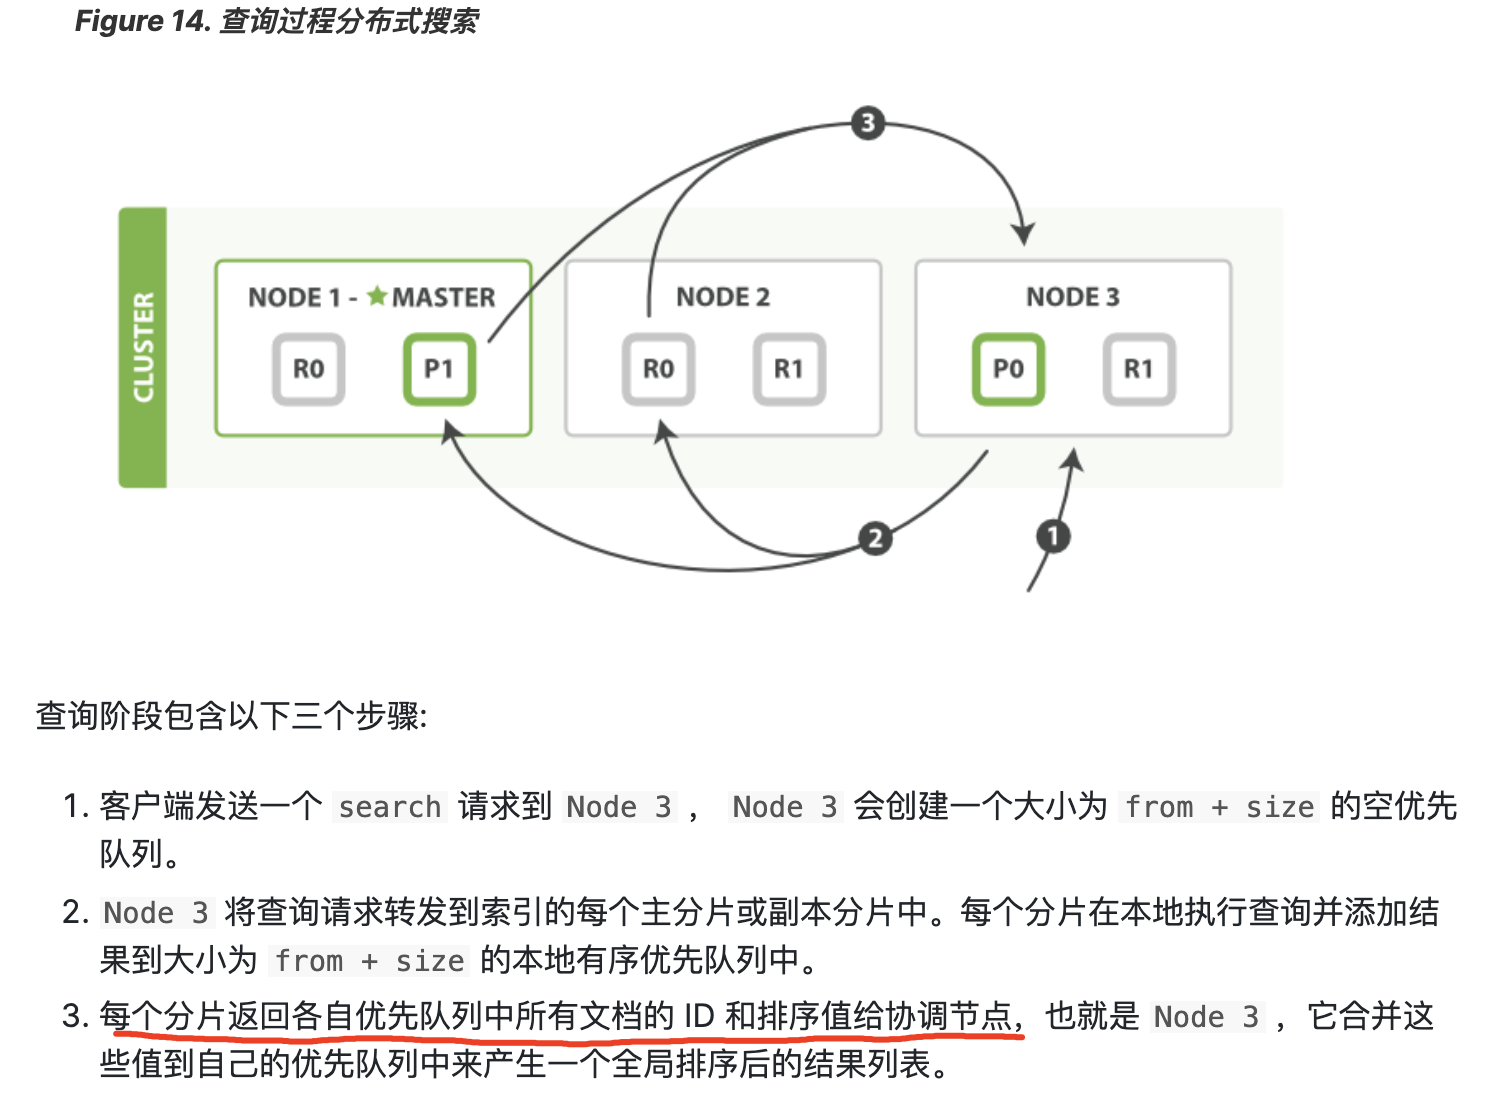 Figure 14. 查询过程分布式搜索
3
CLUSTER
NODE 1 - ★MASTER
R0
P1
NODE 2
R0
R1
NODE 3
P0
R1
2
1
查询阶段包含以下三个步骤:
1. 客户端发送一个 search 请求到 Node 3 ， Node 3 会创建一个大小为 from + size 的空优先
队列。
2. Node 3 将查询请求转发到索引的每个主分片或副本分片中。每个分片在本地执行查询并添加结
果到大小为 from + size 的本地有序优先队列中。
3. 每个分片返回各自优先队列中所有文档的 ID 和排序值给协调节点，也就是 Node 3 ，它合并这
些值到自己的优先队列中来产生一个全局排序后的结果列表。